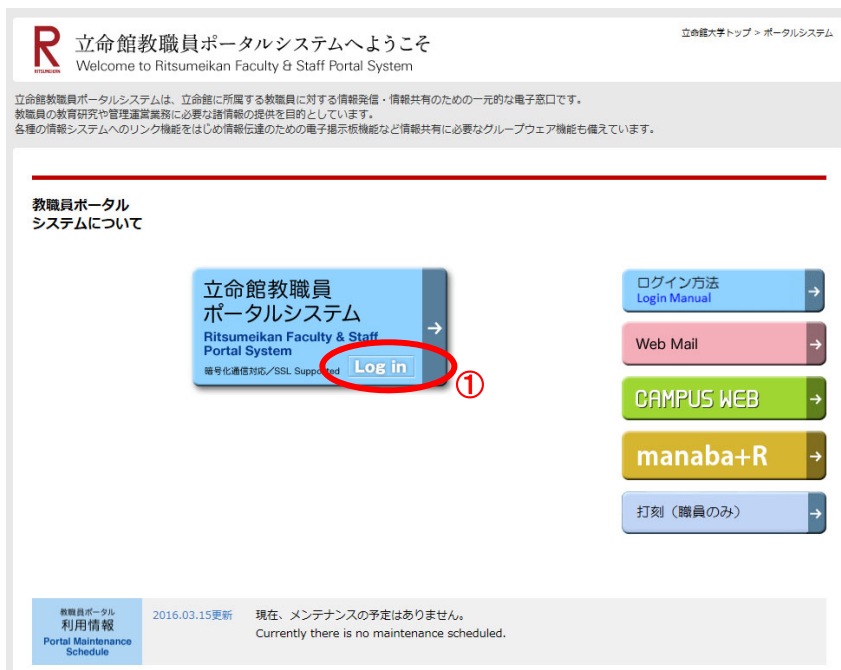 R
RITSUMEIKAN
立命館教職員ポータルシステムへようこそ
Welcome to Ritsumeikan Faculty & Staff Portal System
立命館大学トップ > ポータルシステム
立命館教職員ポータルシステムは、立命館に所属する教職員に対する情報発信・情報共有のための一元的な電子窓口です。
教職員の教育研究や管理運営業務に必要な諸情報の提供を目的としています。
各種の情報システムへのリンク機能をはじめ情報伝達のための電子掲示板機能など情報共有に必要なグループウェア機能も備えています。
教職員ポータル
システムについて
立命館教職員
ポータルシステム
Ritsumeikan Faculty & Staff
Portal System
暗号化通信対応/SSL Supported
Log in
①
ログイン方法
Login Manual
Web Mail
CAMPUS WEB
manaba+R
打刻（職員のみ）
教職員ポータル
利用情報
Portal Maintenance
Schedule
2016.03.15更新
現在、メンテナンスの予定はありません。
Currently there is no maintenance scheduled.